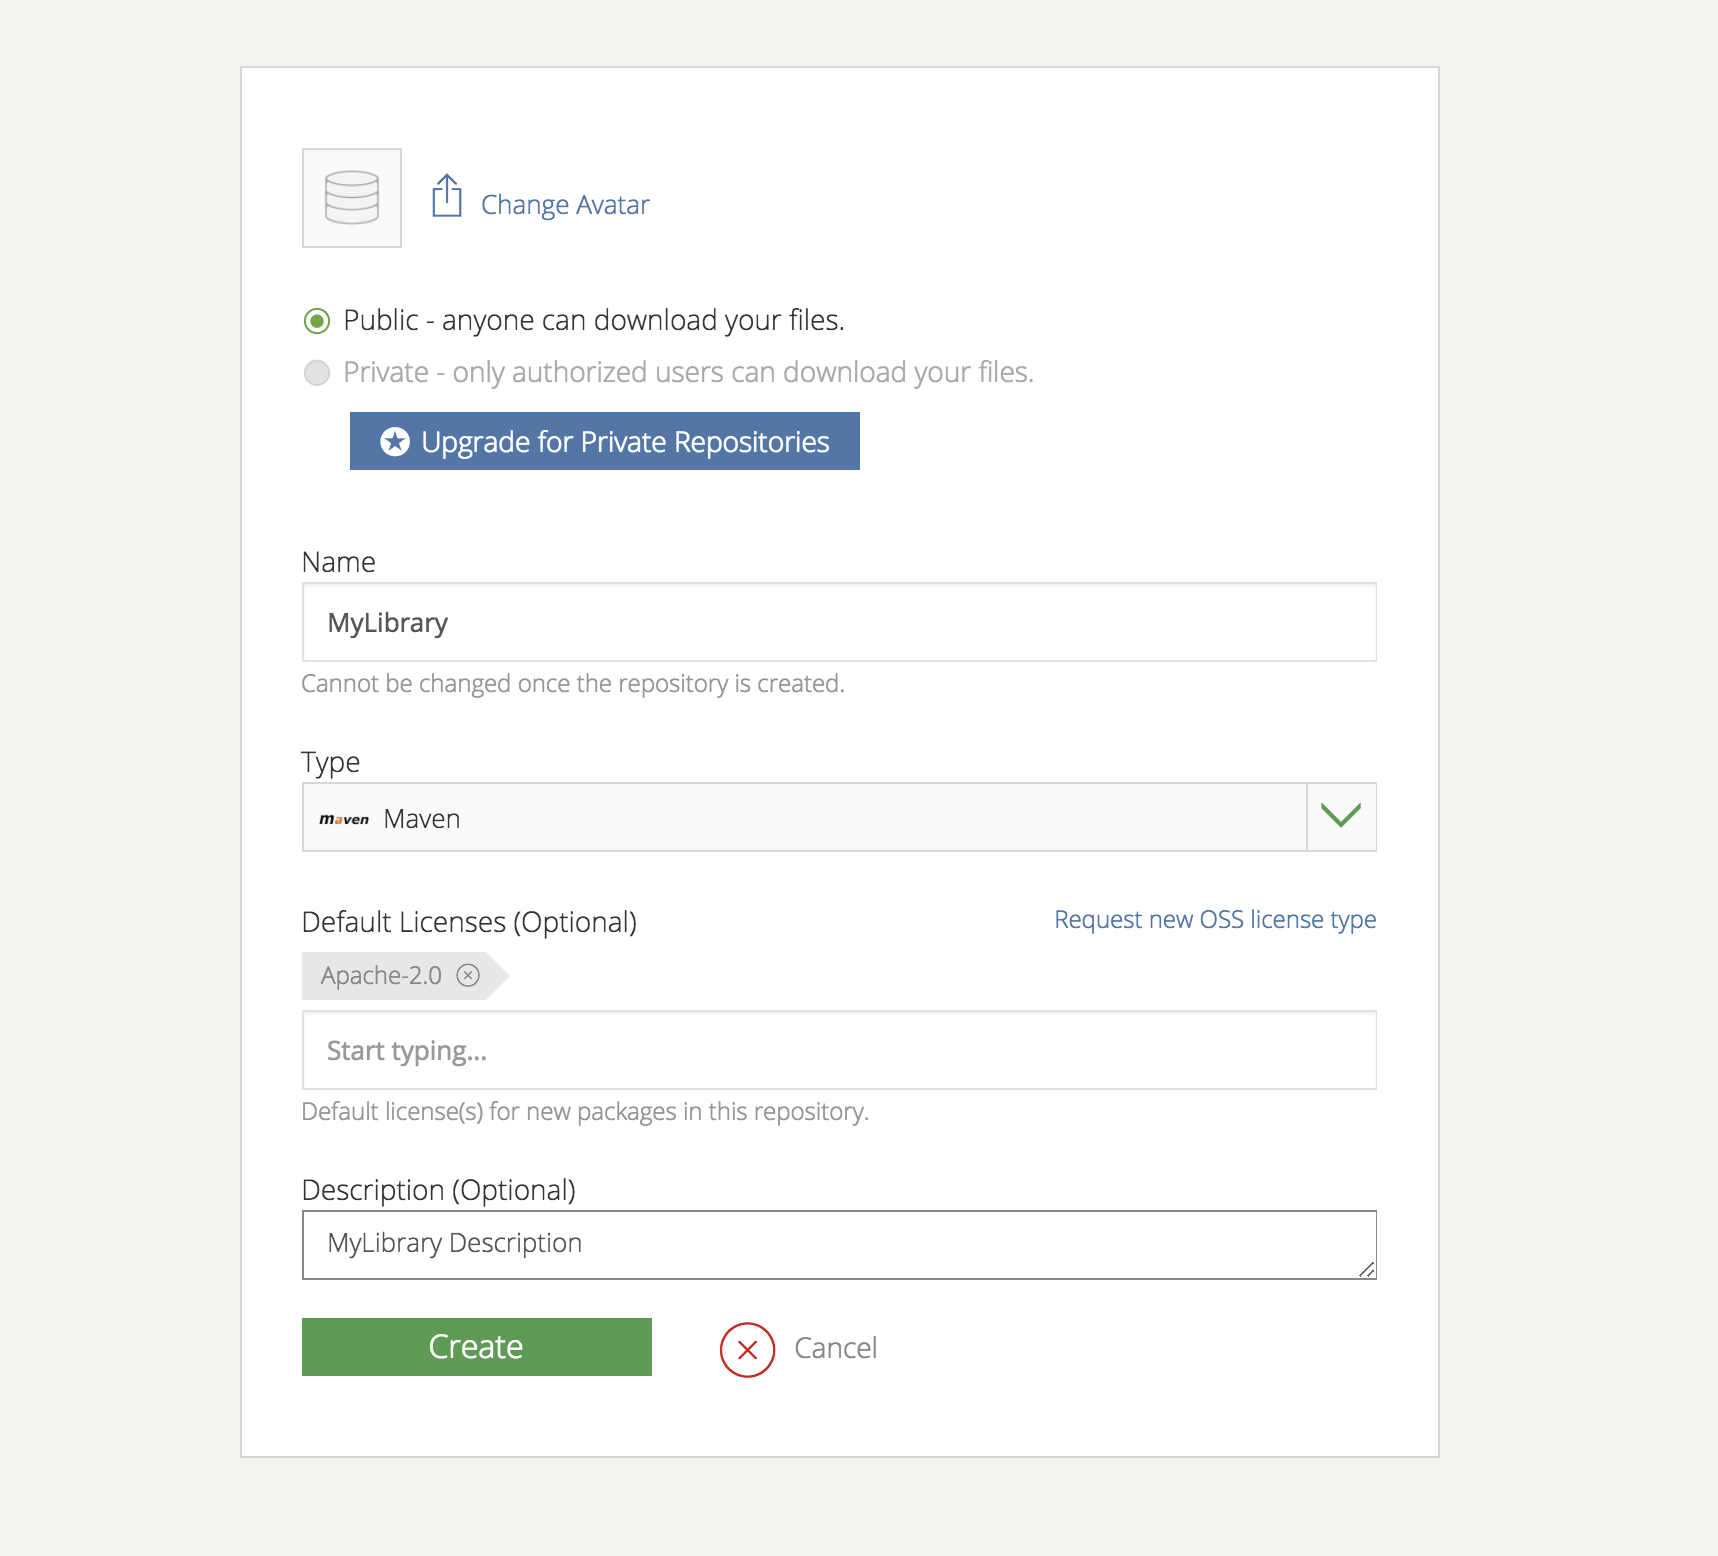 Change Avatar
Public - anyone can download your files.
Private - only authorized users can download your files.
Upgrade for Private Repositories
Name
MyLibrary
Cannot be changed once the repository is created.
Type
maven Maven
Default Licenses (Optional) Request new OSS license type
Apache-2.0
Start typing...
Default license(s) for new packages in this repository.
Description (Optional)
MyLibrary Description
Create Cancel